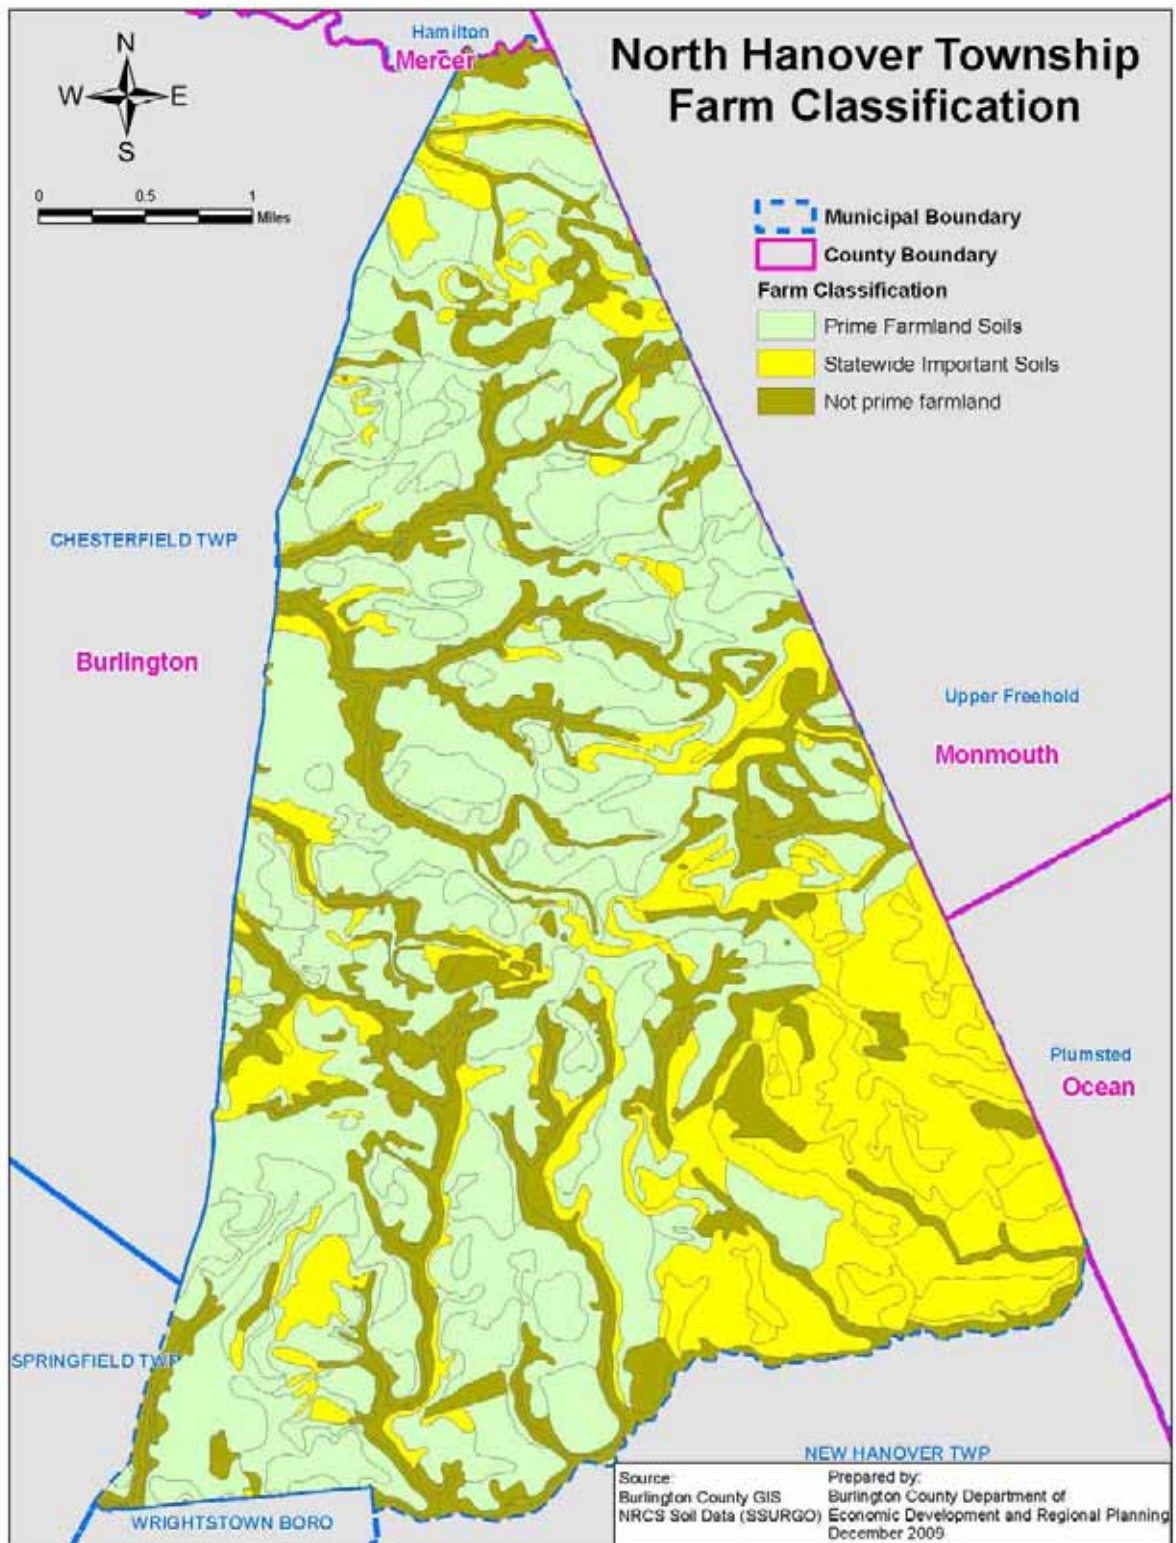 Hamilton
Mercer
North Hanover Township
Farm Classification
N
W E
S
0 0.5 1
Miles
Municipal Boundary
County Boundary
Farm Classification
Prime Farmland Soils
Statewide Important Soils
Not prime farmland
CHESTERFIELD TWP
Burlington
Upper Freehold
Monmouth
Plumsted
Ocean
SPRINGFIELD TWP
NEW HANOVER TWP
WRIGHTSTOWN BORO
Source:
Burlington County GIS
NRCS Soil Data (SSURGO)
Prepared by:
Burlington County Department of
Economic Development and Regional Planning
December 2009